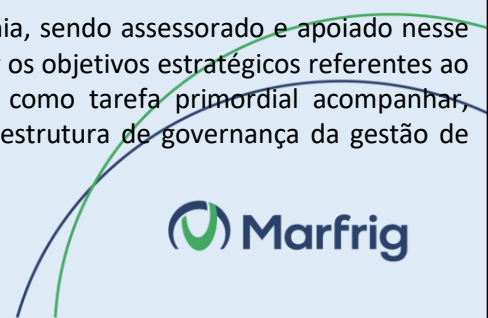 nia, sendo assessorado e apoiado nesse
os objetivos estratégicos referentes ao
como tarefa primordial acompanhar,
estrutura de governança da gestão de
Marfrig